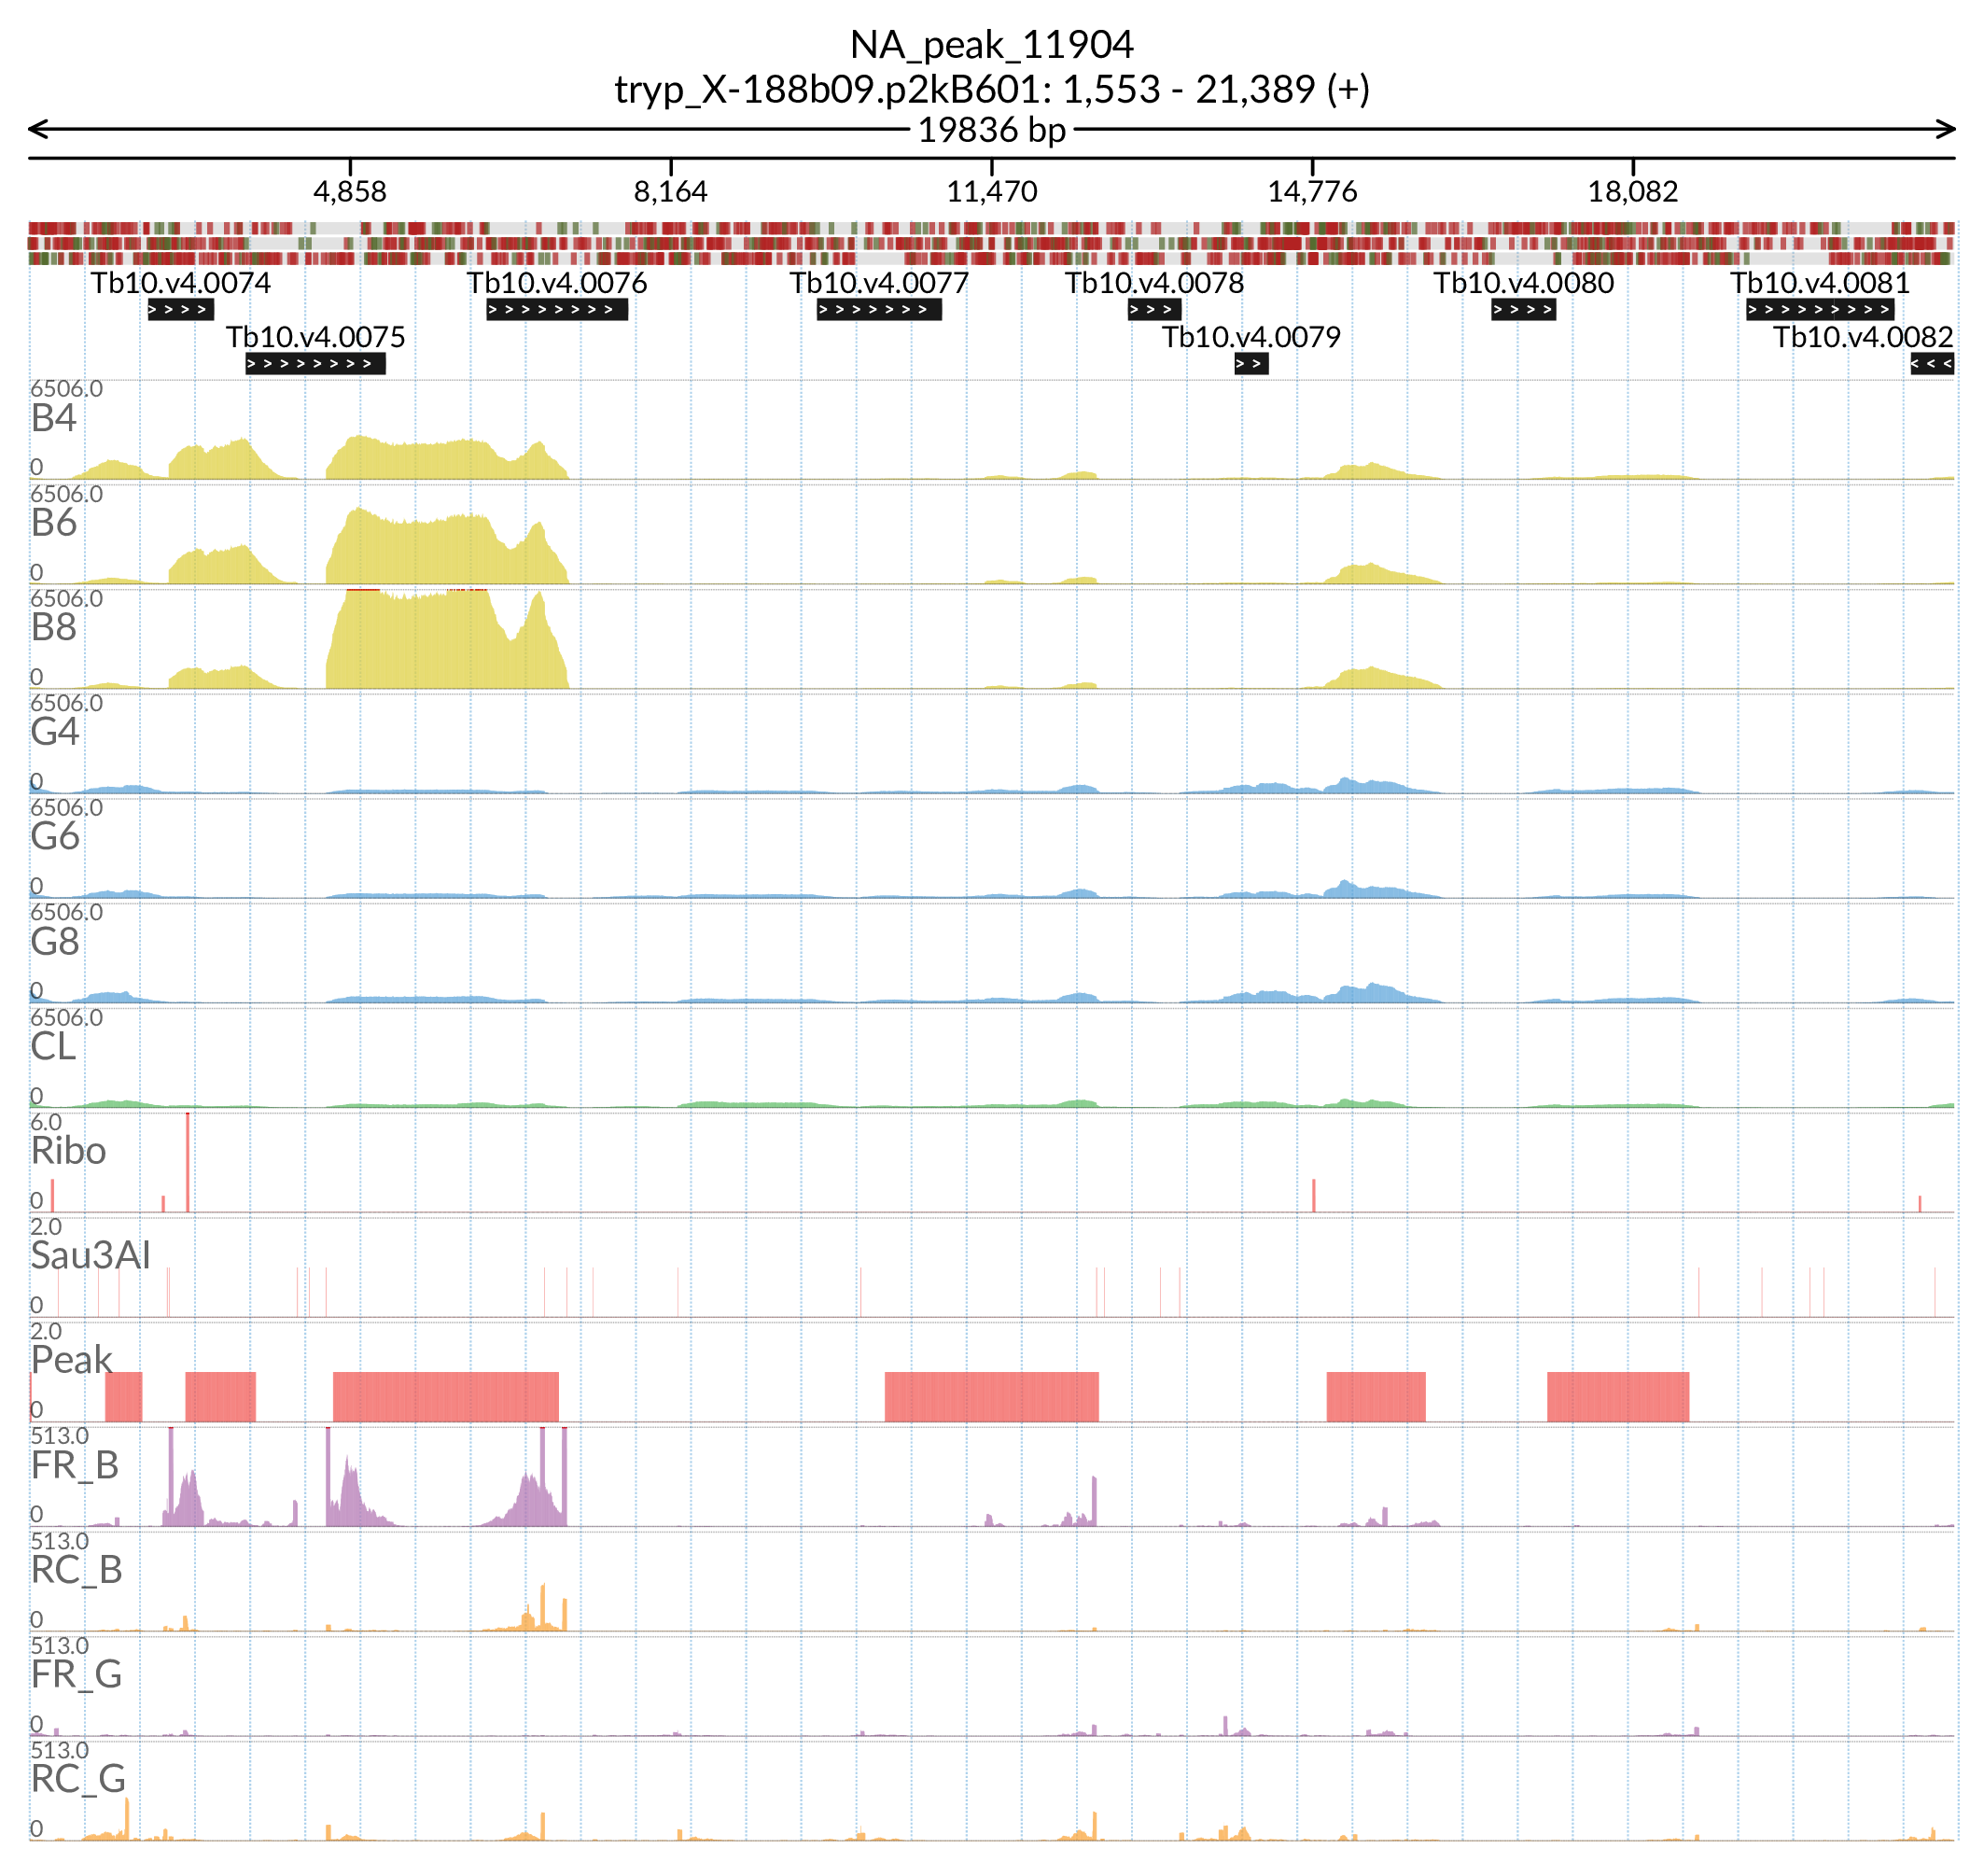 NA_peak_11904
tryp_X-188b09.p2kB601: 1,553 - 21,389 (+)
19836 bp
4,858 8,164 11,470 14,776 18,082
Tb10.v4.0074 Tb10.v4.0076 Tb10.v4.0077 Tb10.v4.0078 Tb10.v4.0080 Tb10.v4.0081
Tb10.v4.0075 Tb10.v4.0079 Tb10.v4.0082
6506.0
B4
0
6506.0
B6
0
6506.0
B8
0
6506.0
G4
0
6506.0
G6
0
6506.0
G8
0
6506.0
CL
0
6.0
Ribo
0
2.0
Sau3AI
0
2.0
Peak
0
513.0
FR_B
0
513.0
RC_B
0
513.0
FR_G
0
513.0
RC_G
0